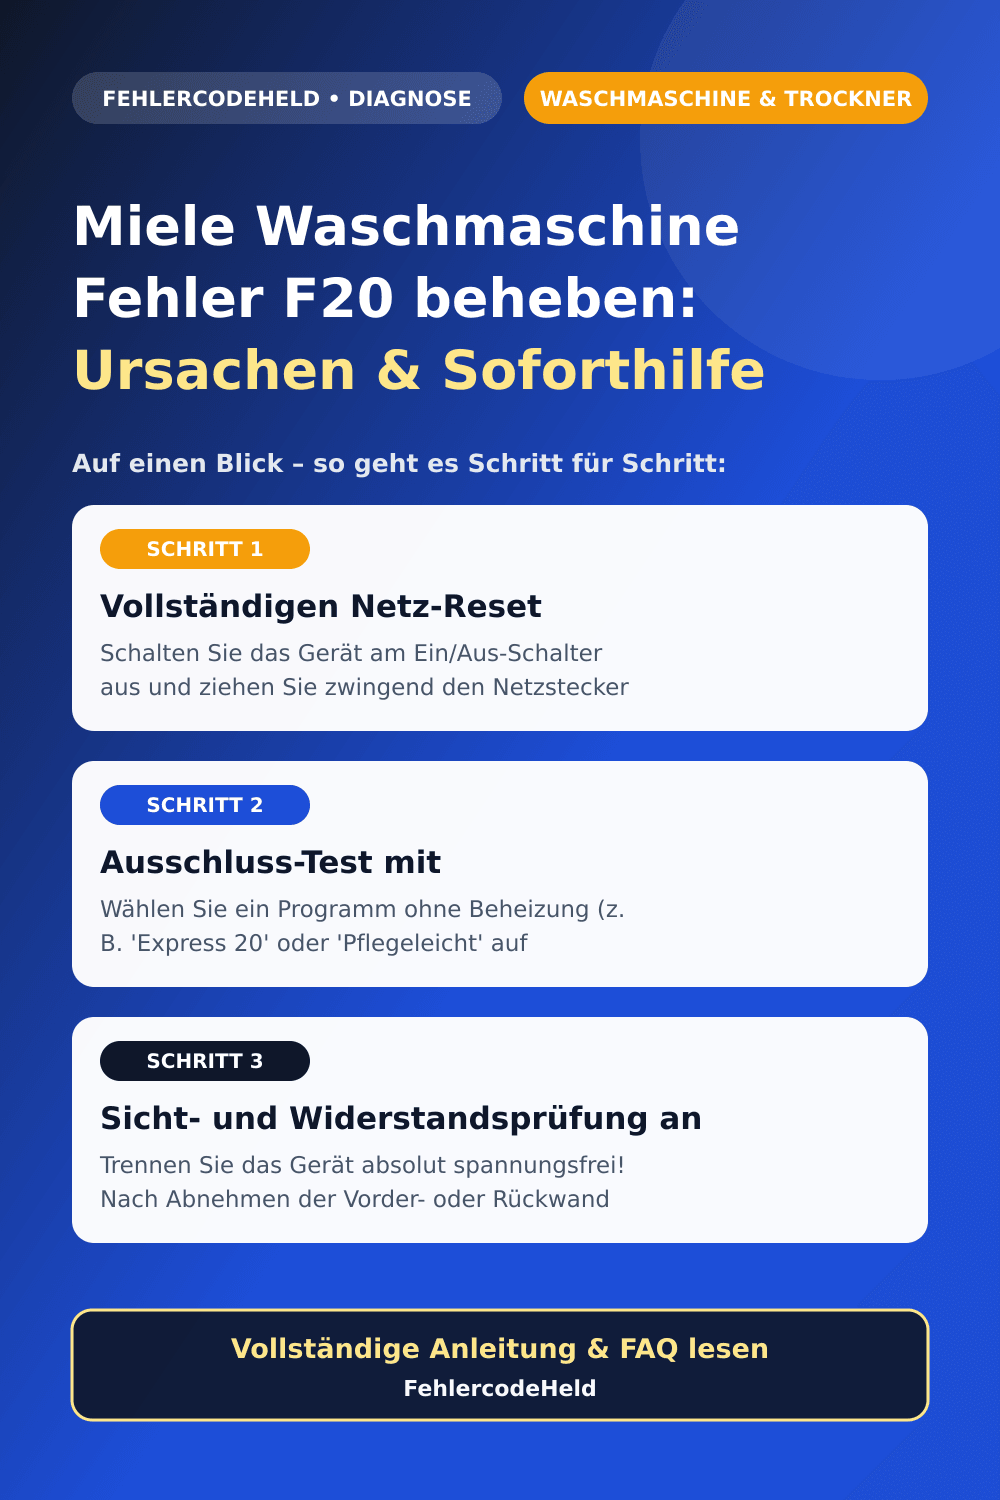 FEHLERCODEHELD • DIAGNOSE
WASCHMASCHINE & TROCKNER
Miele Waschmaschine
Fehler F20 beheben:
Ursachen & Soforthilfe
Auf einen Blick – so geht es Schritt für Schritt:
SCHRITT 1
Vollständigen Netz-Reset
Schalten Sie das Gerät am Ein/Aus-Schalter
aus und ziehen Sie zwingend den Netzstecker
SCHRITT 2
Ausschluss-Test mit
Wählen Sie ein Programm ohne Beheizung (z.
B. 'Express 20' oder 'Pflegeleicht' auf
SCHRITT 3
Sicht- und Widerstandsprüfung an
Trennen Sie das Gerät absolut spannungsfrei!
Nach Abnehmen der Vorder- oder Rückwand
Vollständige Anleitung & FAQ lesen
FehlercodeHeld